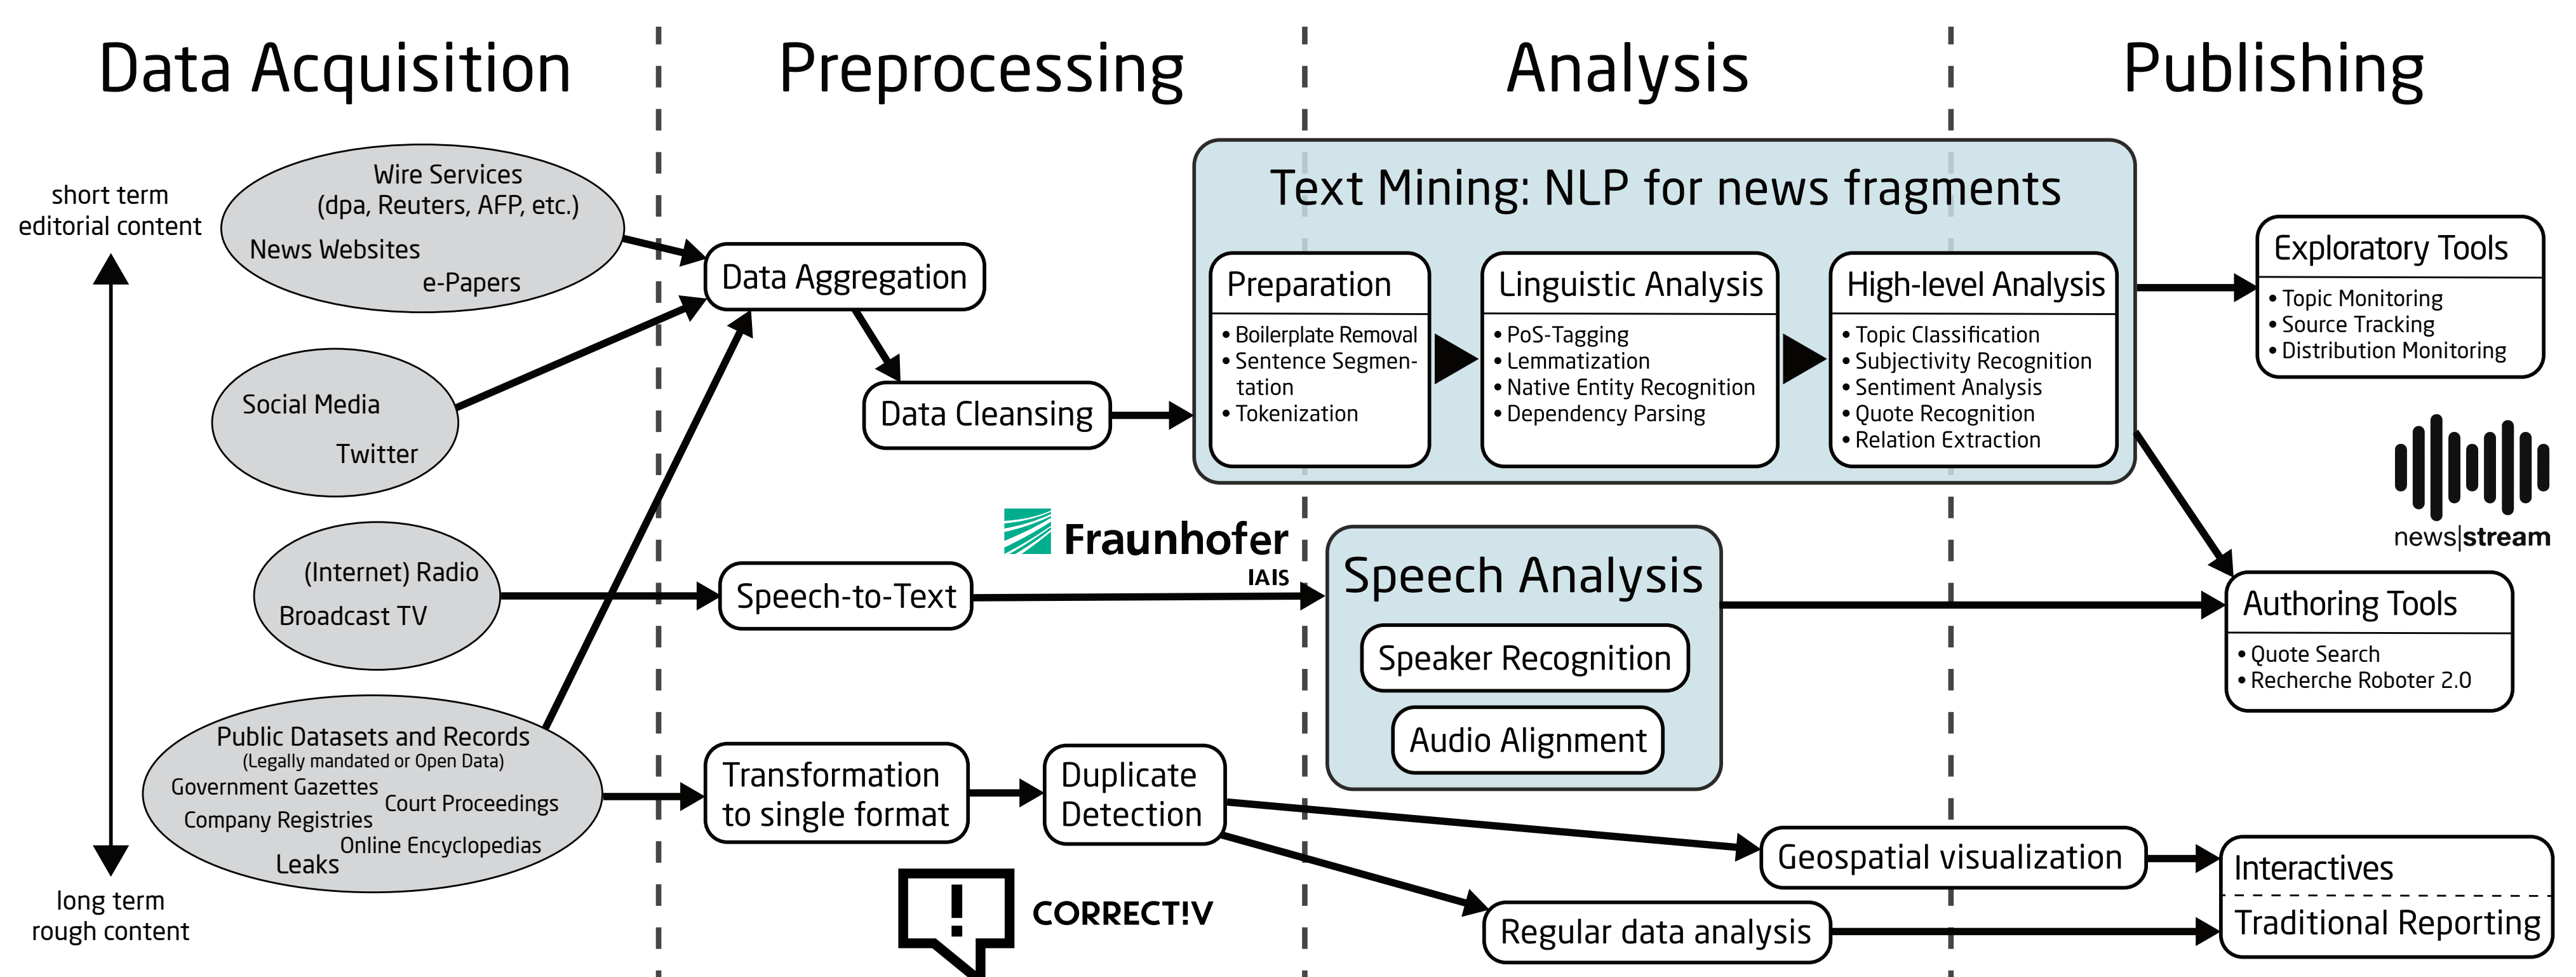 Data Acquisition
Preprocessing
Analysis
Publishing
short term
editorial content
long term
rough content
Wire Services
(dpa, Reuters, AFP, etc.)
News Websites
e-Papers
Social Media
Twitter
(Internet) Radio
Broadcast TV
Public Datasets and Records
(Legally mandated or Open Data)
Government Gazettes
Court Proceedings
Company Registries
Online Encyclopedias
Leaks
Data Aggregation
Data Cleansing
Speech-to-Text
Transformation
to single format
Duplicate
Detection
Fraunhofer
IAIS
!
CORRECT!V
Text Mining: NLP for news fragments
Preparation
• Boilerplate Removal
• Sentence Segmen-
tation
• Tokenization
Linguistic Analysis
• PoS-Tagging
• Lemmatization
• Native Entity Recognition
• Dependency Parsing
High-level Analysis
• Topic Classification
• Subjectivity Recognition
• Sentiment Analysis
• Quote Recognition
• Relation Extraction
Speech Analysis
Speaker Recognition
Audio Alignment
Geospatial visualization
Regular data analysis
Exploratory Tools
• Topic Monitoring
• Source Tracking
• Distribution Monitoring
news|stream
Authoring Tools
• Quote Search
• Recherche Roboter 2.0
Interactives
Traditional Reporting